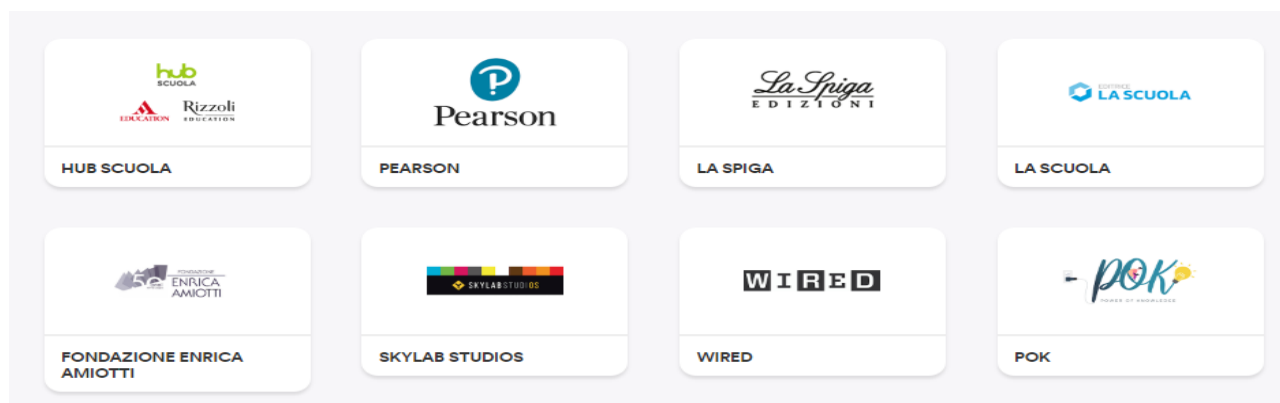 hub
SCUOLA
EDUCATION
Rizzoli
EDUCATION
HUB SCUOLA
Pearson
PEARSON
La Spiga
EDIZIONI
LA SPIGA
EDITRICE
LA SCUOLA
LA SCUOLA
50
FONDAZIONE
ENRICA
AMIOTTI
FONDAZIONE ENRICA
AMIOTTI
SKYLABSTUDIOS
SKYLAB STUDIOS
WIRED
WIRED
POK
POWER OF KNOWLEDGE
POK